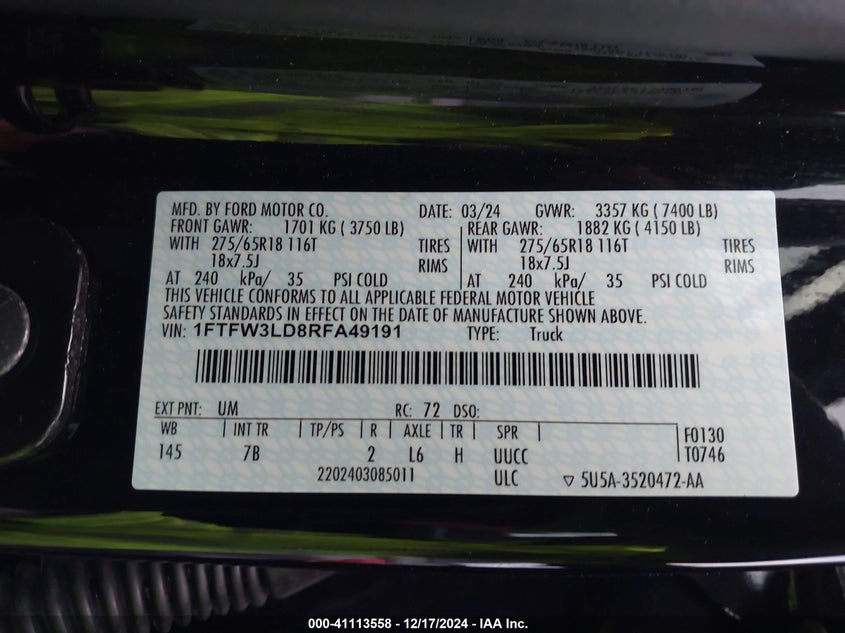 MFD. BY FORD MOTOR CO. DATE: 03/24 GVWR: 3357 KG ( 7400 LB)
FRONT GAWR: 1701 KG ( 3750 LB) REAR GAWR: 1882 KG ( 4150 LB)
WITH 275/65R18 116T TIRES WITH 275/65R18 116T TIRES
18x7.5J RIMS 18x7.5J RIMS
AT 240 kPa/ 35 PSI COLD AT 240 kPa/ 35 PSI COLD
THIS VEHICLE CONFORMS TO ALL APPLICABLE FEDERAL MOTOR VEHICLE
SAFETY STANDARDS IN EFFECT ON THE DATE OF MANUFACTURE SHOWN ABOVE.
VIN: 1FTFW3LD8RFA49191 TYPE: Truck
EXT PNT: UM RC: 72 DSO:
WB INT TR TP/PS R AXLE TR SPR F0130
145 7B 2 L6 H UUCC T0746
2202403085011 ULC ▽ 5U5A-3520472-AA
000-41113558 - 12/17/2024 - IAA Inc.